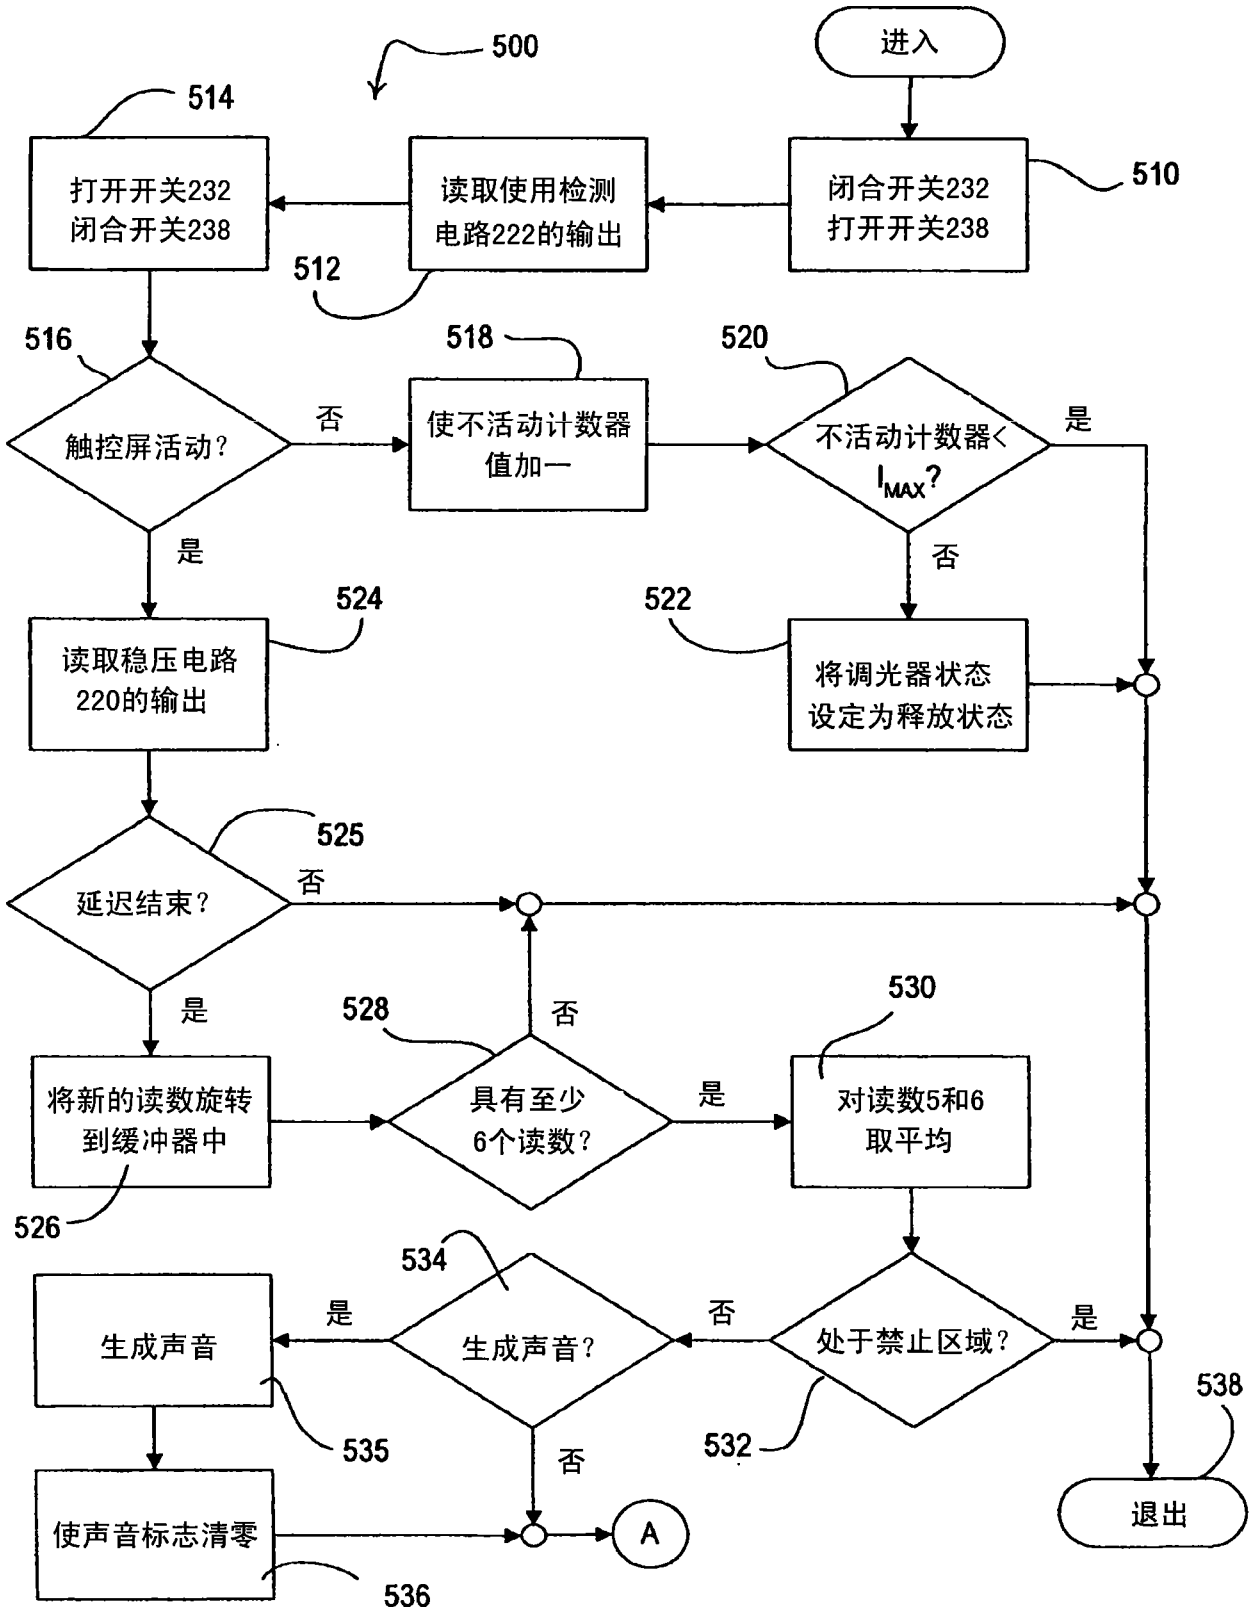 500
进入
514
打开开关232
闭合开关238
512
读取使用检测
电路222的输出
510
闭合开关232
打开开关238
516
触控屏活动？
否
是
518
使不活动计数器
值加一
520
不活动计数器<
IMAX?
是
否
522
将调光器状态
设定为释放状态
524
读取稳压电路
220的输出
525
延迟结束？
否
是
526
将新的读数旋转
到缓冲器中
528
具有至少
6个读数？
否
是
530
对读数5和6
取平均
532
处于禁止区域？
否
是
534
生成声音？
是
否
535
生成声音
536
使声音标志清零
A
538
退出